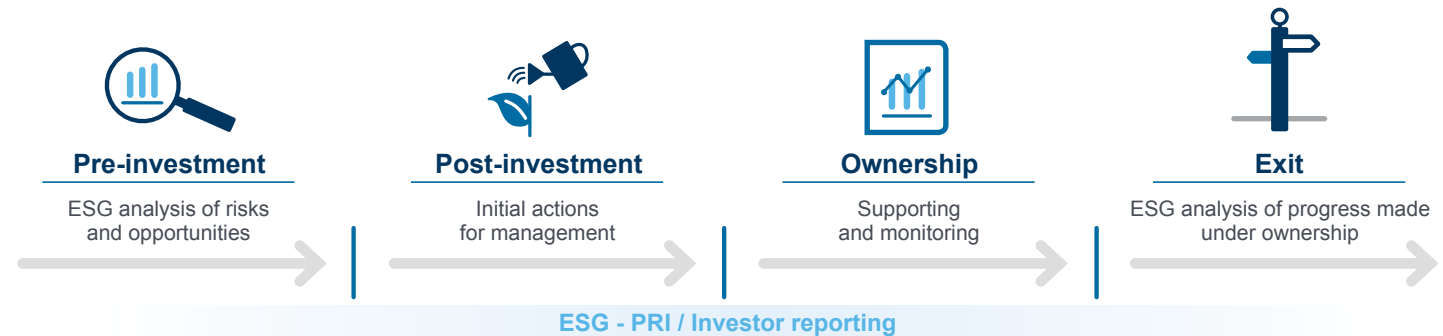 Pre-investment
ESG analysis of risks
and opportunities
Post-investment
Initial actions
for management
Ownership
Supporting
and monitoring
Exit
ESG analysis of progress made
under ownership
ESG - PRI / Investor reporting